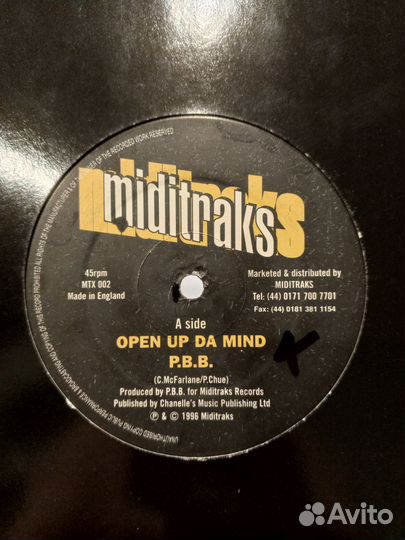 miditraks
miditraks
45rpm
MTX 002
Made in England
Marketed & distributed by
MIDITRAKS
Tel: (44) 0171 700 7701
Fax: (44) 0181 381 1154
A side
OPEN UP DA MIND
P.B.B.
(C.McFarlane/P.Chue)
Produced by P.B.B. for Miditraks Records
Published by Chanelle's Music Publishing Ltd
℗ & © 1996 Miditraks
UNAUTHORISED COPYING PUBLIC PERFORMANCE & BROADCASTING OF THIS RECORD PROHIBITED ALL RIGHTS OF THE MANUFACTURER & OF THE OWNER OF THE RECORDED WORK RESERVED
Avito